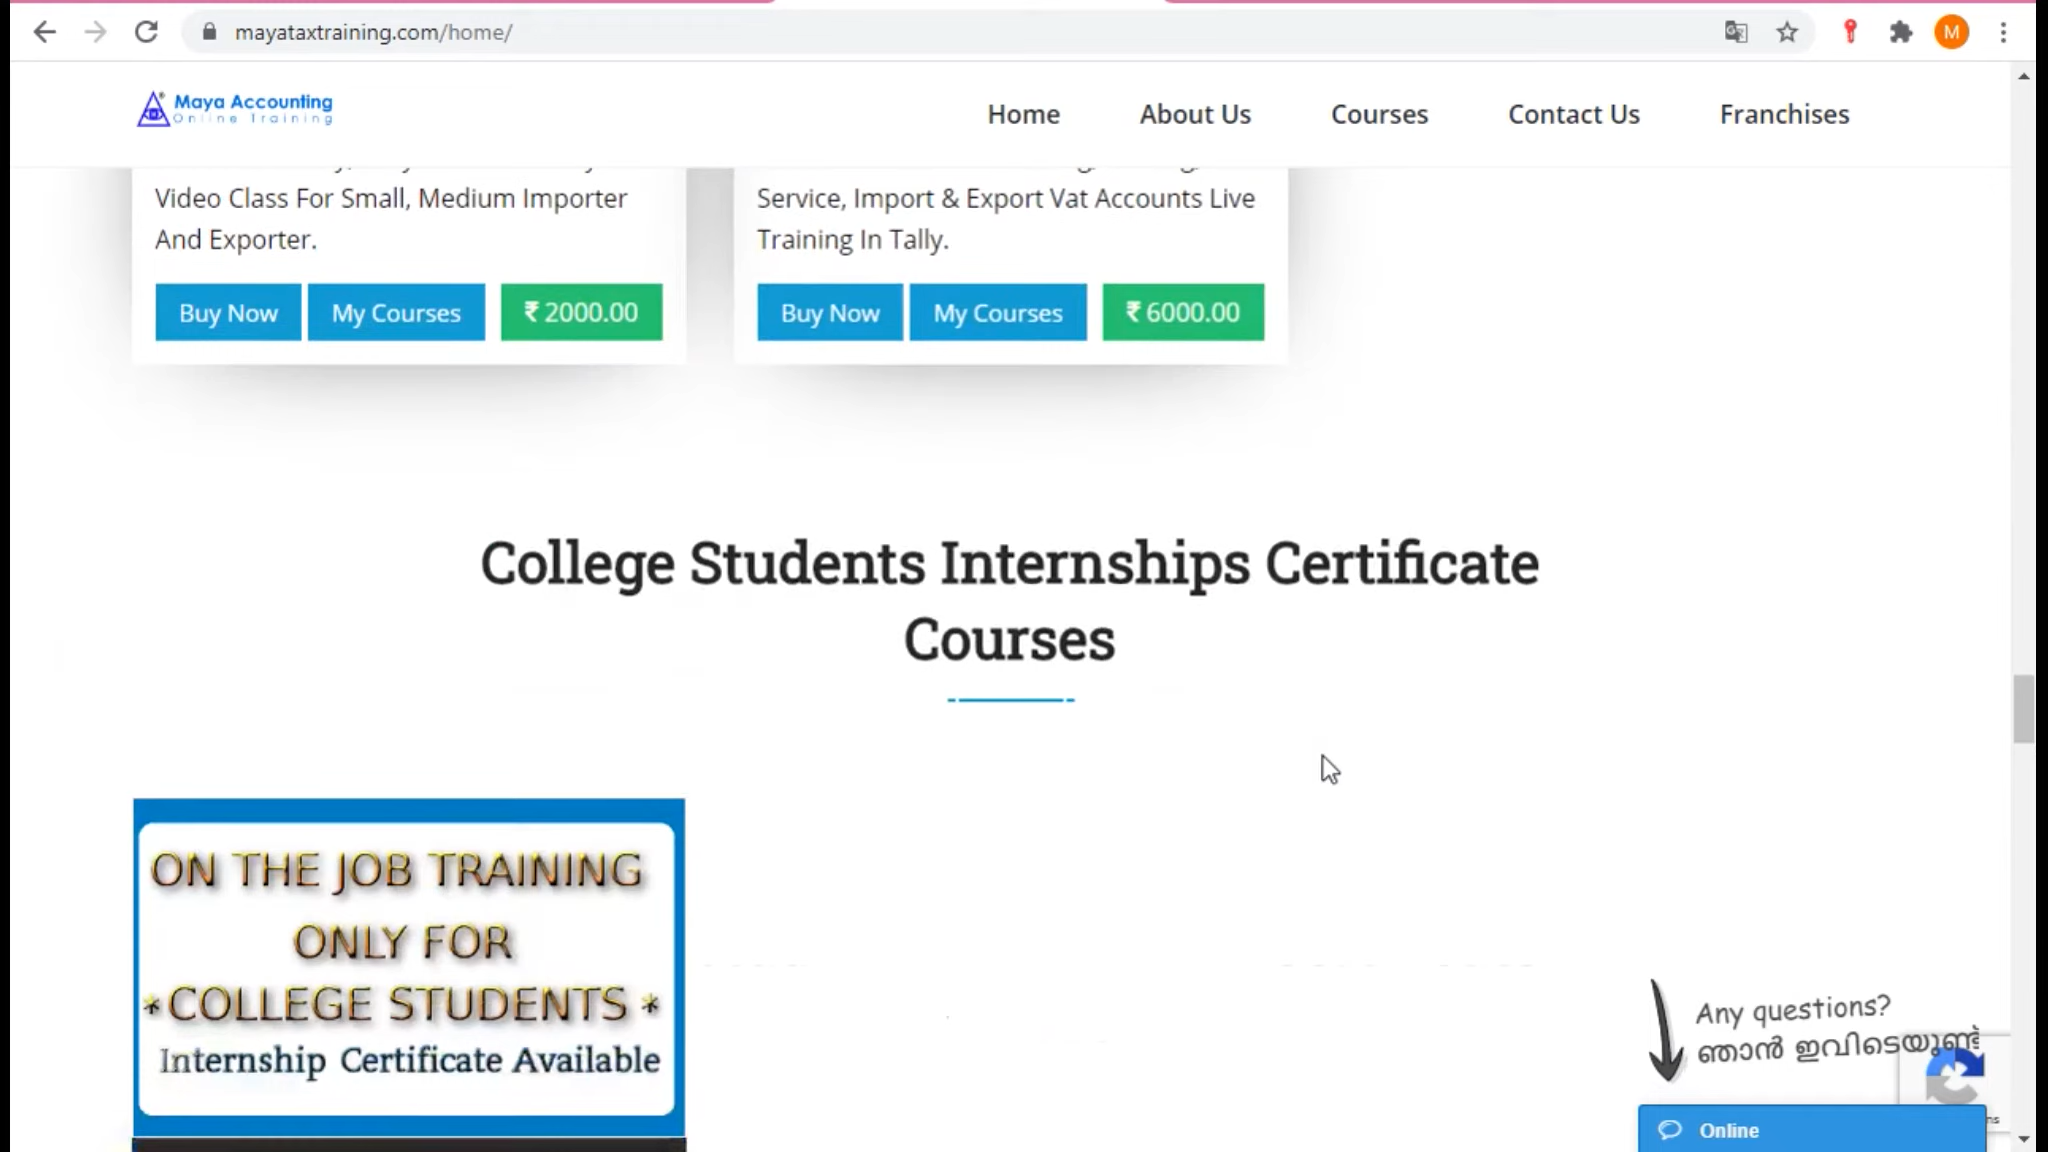 mayataxtraining.com/home/
M
Maya Accounting
Online Training
Home
About Us
Courses
Contact Us
Franchises
Video Class For Small, Medium Importer
And Exporter.
Buy Now
My Courses
₹ 2000.00
Service, Import & Export Vat Accounts Live
Training In Tally.
Buy Now
My Courses
₹ 6000.00
College Students Internships Certificate
Courses
ON THE JOB TRAINING
ONLY FOR
*COLLEGE STUDENTS *
Internship Certificate Available
Any questions?
ഞാൻ ഇവിടെയുണ്ട്
Online